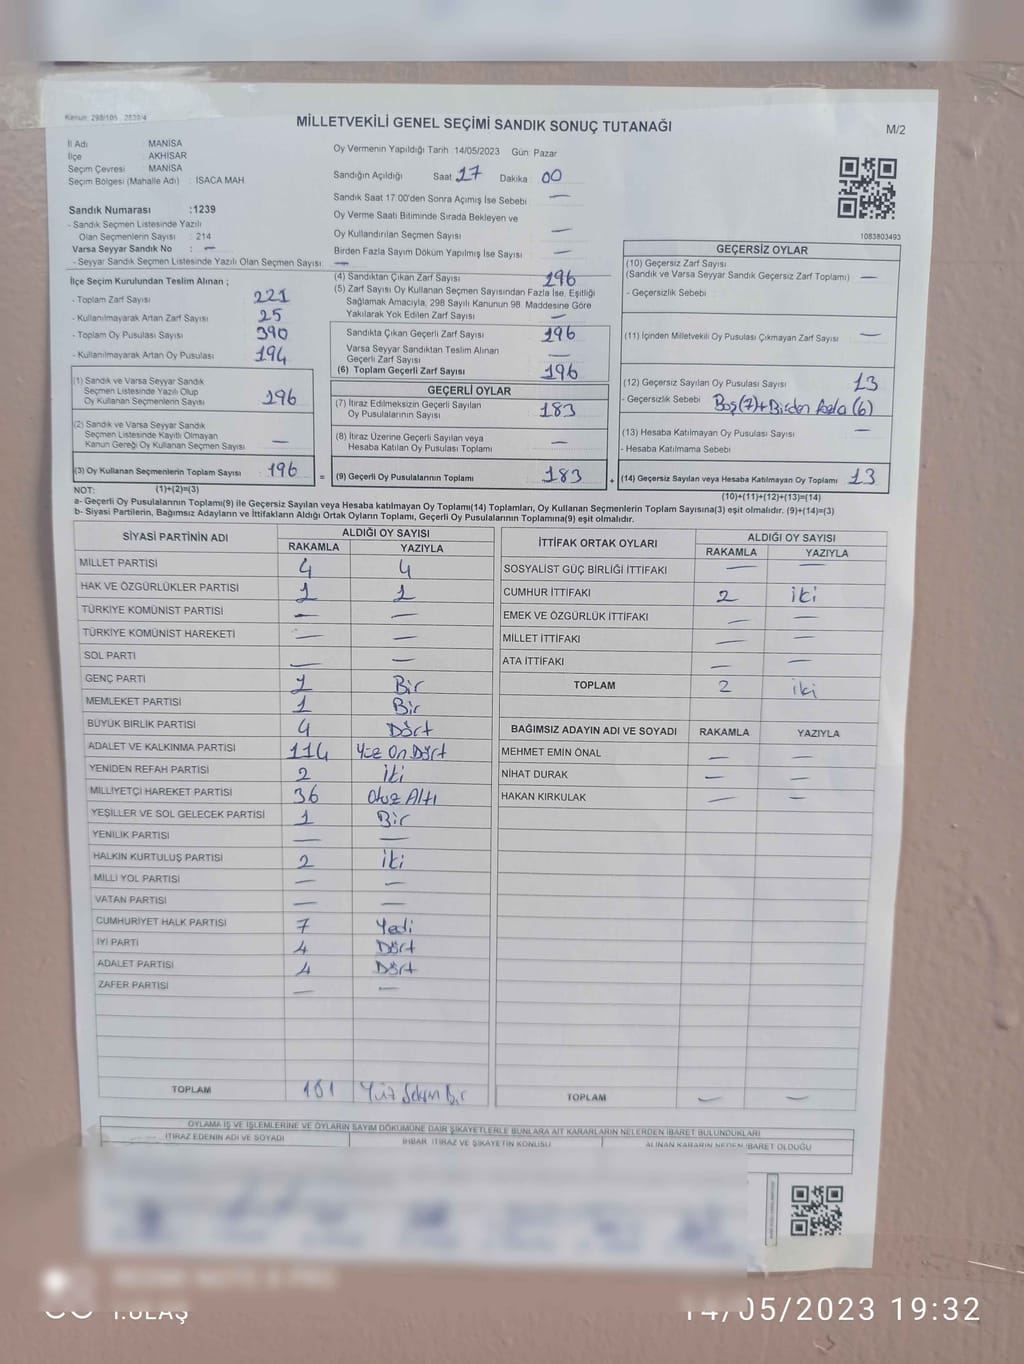 Kanun: 298/105 - 2839/4
MİLLETVEKİLİ GENEL SEÇİMİ SANDIK SONUÇ TUTANAĞI
M/2
İl Adı : MANİSA
İlçe : AKHİSAR
Seçim Çevresi : MANİSA
Seçim Bölgesi (Mahalle Adı) : ISACA MAH.
Sandık Numarası :1239
- Sandık Seçmen Listesinde Yazılı
Olan Seçmenlerin Sayısı : 214
Varsa Seyyar Sandık No : —
- Seyyar Sandık Seçmen Listesinde Yazılı Olan Seçmen Sayısı: —
Oy Vermenin Yapıldığı Tarih :14/05/2023 Gün: Pazar
Sandığın Açıldığı Saat 17 Dakika 00
Sandık Saat 17.00'den Sonra Açımış İse Sebebi —
Oy Verme Saati Bitiminde Sırada Bekleyen ve
Oy Kullandırılan Seçmen Sayısı —
Birden Fazla Sayım Döküm Yapılmış İse Sayısı —
1083803493
İlçe Seçim Kurulundan Teslim Alınan ;
- Toplam Zarf Sayısı 221
- Kullanılmayarak Artan Zarf Sayısı 25
- Toplam Oy Pusulası Sayısı 390
- Kullanılmayarak Artan Oy Pusulası 194
(1) Sandık ve Varsa Seyyar Sandık
Seçmen Listesinde Yazılı Olup
Oy Kullanan Seçmenlerin Sayısı 196
(2) Sandık ve Varsa Seyyar Sandık
Seçmen Listesinde Kayıtlı Olmayan
Kanun Gereği Oy Kullanan Seçmen Sayısı —
(3) Oy Kullanan Seçmenlerin Toplam Sayısı 196 =
(4) Sandıktan Çıkan Zarf Sayısı 196
(5) Zarf Sayısı Oy Kullanan Seçmen Sayısından Fazla İse, Eşitliği
Sağlamak Amacıyla, 298 Sayılı Kanunun 98. Maddesine Göre
Yakılarak Yok Edilen Zarf Sayısı —
Sandıkta Çıkan Geçerli Zarf Sayısı 196
Varsa Seyyar Sandıktan Teslim Alınan
Geçerli Zarf Sayısı —
(6) Toplam Geçerli Zarf Sayısı 196
GEÇERLİ OYLAR
(7) İtiraz Edilmeksizin Geçerli Sayılan
Oy Pusulalarının Sayısı 183
(8) İtiraz Üzerine Geçerli Sayılan veya
Hesaba Katılan Oy Pusulası Toplamı —
(9) Geçerli Oy Pusulalarının Toplamı 183 +
GEÇERSİZ OYLAR
(10) Geçersiz Zarf Sayısı
(Sandık ve Varsa Seyyar Sandık Geçersiz Zarf Toplamı) —
- Geçersizlik Sebebi :
(11) İçinden Milletvekili Oy Pusulası Çıkmayan Zarf Sayısı —
(12) Geçersiz Sayılan Oy Pusulası Sayısı 13
- Geçersizlik Sebebi : Boş(7)+Birden fazla (6)
(13) Hesaba Katılmayan Oy Pusulası Sayısı —
- Hesaba Katılmama Sebebi :
(14) Geçersiz Sayılan veya Hesaba Katılmayan Oy Toplamı 13
NOT: (1)+(2)=(3)
(10)+(11)+(12)+(13)=(14)
a- Geçerli Oy Pusulalarının Toplamı(9) ile Geçersiz Sayılan veya Hesaba katılmayan Oy Toplamı(14) Toplamları, Oy Kullanan Seçmenlerin Toplam Sayısına(3) eşit olmalıdır. (9)+(14)=(3)
b- Siyasi Partilerin, Bağımsız Adayların ve İttifakların Aldığı Ortak Oyların Toplamı, Geçerli Oy Pusulalarının Toplamına(9) eşit olmalıdır.
SİYASİ PARTİNİN ADI ALDIĞI OY SAYISI
RAKAMLA YAZIYLA
MİLLET PARTİSİ 4 4
HAK VE ÖZGÜRLÜKLER PARTİSİ 1 1
TÜRKİYE KOMÜNİST PARTİSİ — —
TÜRKİYE KOMÜNİST HAREKETİ — —
SOL PARTİ — —
GENÇ PARTİ 1 Bir
MEMLEKET PARTİSİ 1 Bir
BÜYÜK BİRLİK PARTİSİ 4 Dört
ADALET VE KALKINMA PARTİSİ 114 Yüz On Dört
YENİDEN REFAH PARTİSİ 2 İki
MİLLİYETÇİ HAREKET PARTİSİ 36 Otuz Altı
YEŞİLLER VE SOL GELECEK PARTİSİ 1 Bir
YENİLİK PARTİSİ — —
HALKIN KURTULUŞ PARTİSİ 2 İki
MİLLİ YOL PARTİSİ — —
VATAN PARTİSİ — —
CUMHURİYET HALK PARTİSİ 7 Yedi
İYİ PARTİ 4 Dört
ADALET PARTİSİ 4 Dört
ZAFER PARTİSİ — —
TOPLAM 181 Yüz Seksen Bir
İTTİFAK ORTAK OYLARI ALDIĞI OY SAYISI
RAKAMLA YAZIYLA
SOSYALİST GÜÇ BİRLİĞİ İTTİFAKI — —
CUMHUR İTTİFAKI 2 iki
EMEK VE ÖZGÜRLÜK İTTİFAKI — —
MİLLET İTTİFAKI — —
ATA İTTİFAKI — —
TOPLAM 2 iki
BAĞIMSIZ ADAYIN ADI VE SOYADI RAKAMLA YAZIYLA
MEHMET EMİN ÖNAL — —
NİHAT DURAK — —
HAKAN KIRKULAK — —
TOPLAM — —
OYLAMA İŞ VE İŞLEMLERİNE VE OYLARIN SAYIM DÖKÜMÜNE DAİR ŞİKAYETLERLE BUNLARA AİT KARARLARIN NELERDEN İBARET BULUNDUKLARI
İTİRAZ EDENİN ADI VE SOYADI İHBAR, İTİRAZ VE ŞİKAYETİN KONUSU ALINAN KARARIN NEDEN İBARET OLDUĞU
14/05/2023 19:32